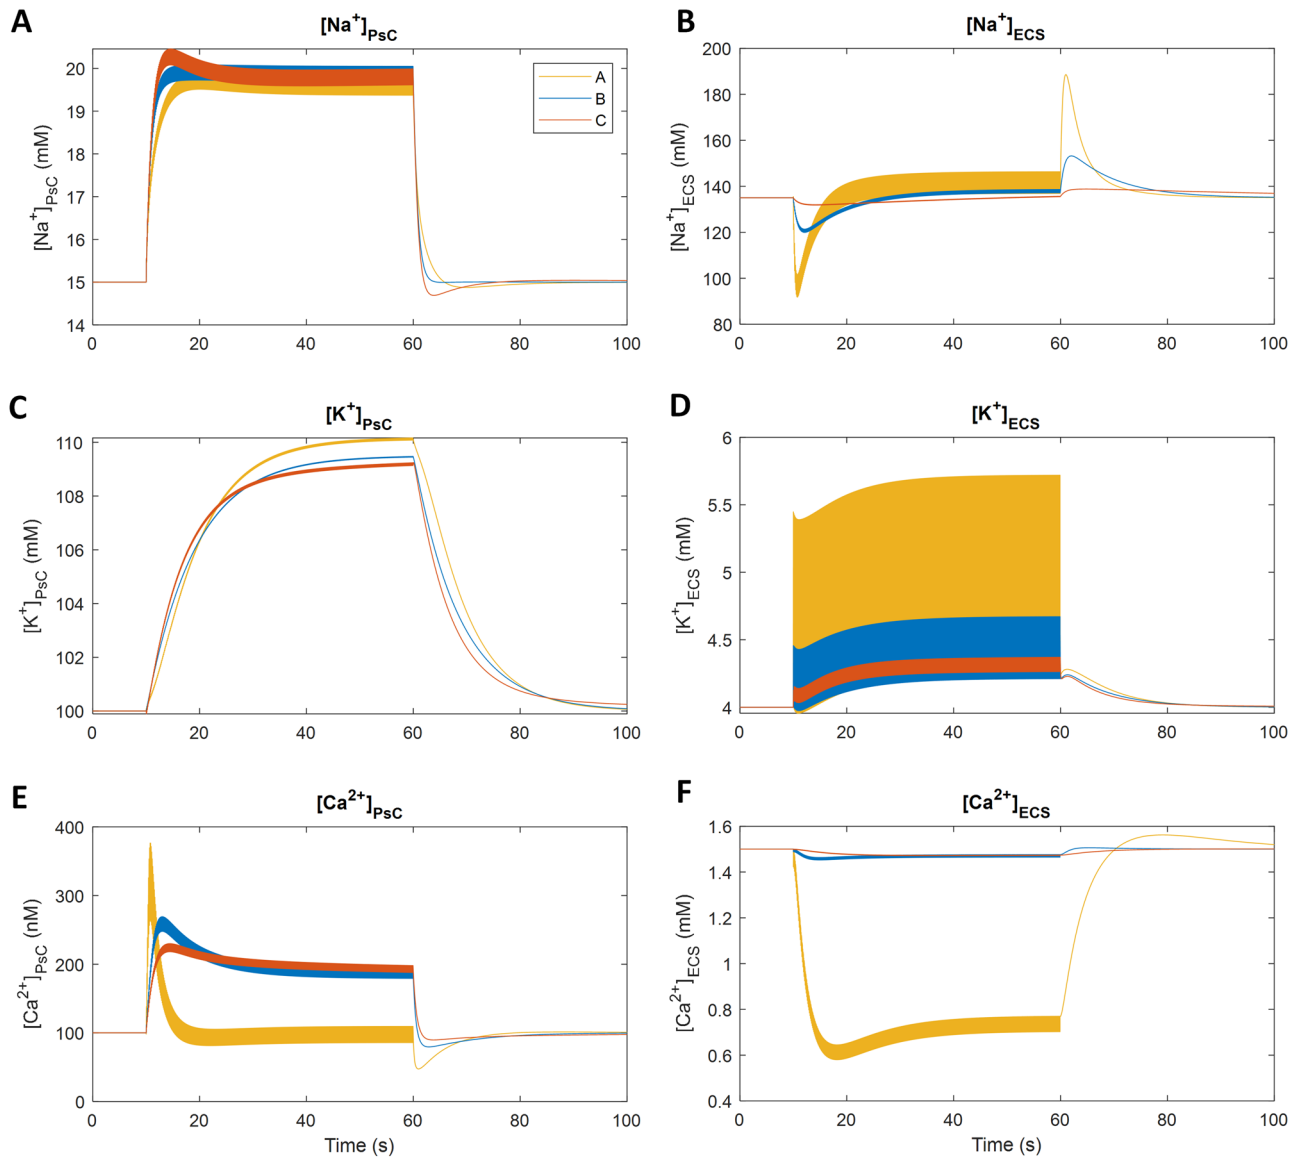 A
[Na+]PsC
20
19
18
17
16
15
14
[Na+]PsC (mM)
A
B
C
0 20 40 60 80 100
B
[Na+]ECS
200
180
160
140
120
100
80
[Na+]ECS (mM)
0 20 40 60 80 100
C
[K+]PsC
110
108
106
104
102
100
[K+]PsC (mM)
0 20 40 60 80 100
D
[K+]ECS
6
5.5
5
4.5
4
[K+]ECS (mM)
0 20 40 60 80 100
E
[Ca2+]PsC
400
300
200
100
0
[Ca2+]PsC (nM)
0 20 40 60 80 100
Time (s)
F
[Ca2+]ECS
1.6
1.4
1.2
1
0.8
0.6
0.4
[Ca2+]ECS (mM)
0 20 40 60 80 100
Time (s)